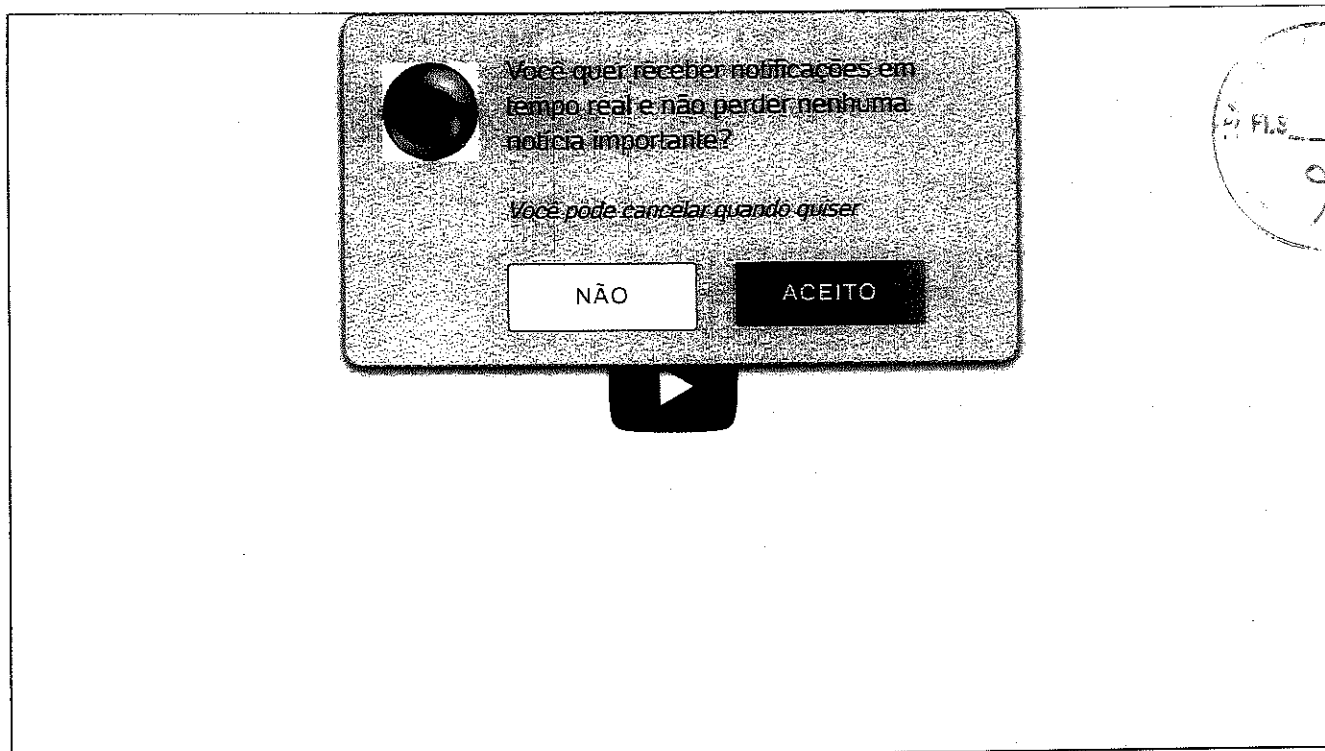 Você quer receber notificações em
tempo real e não perder nenhuma
notícia importante?
Você pode cancelar quando quiser
NÃO
ACEITO
FLS